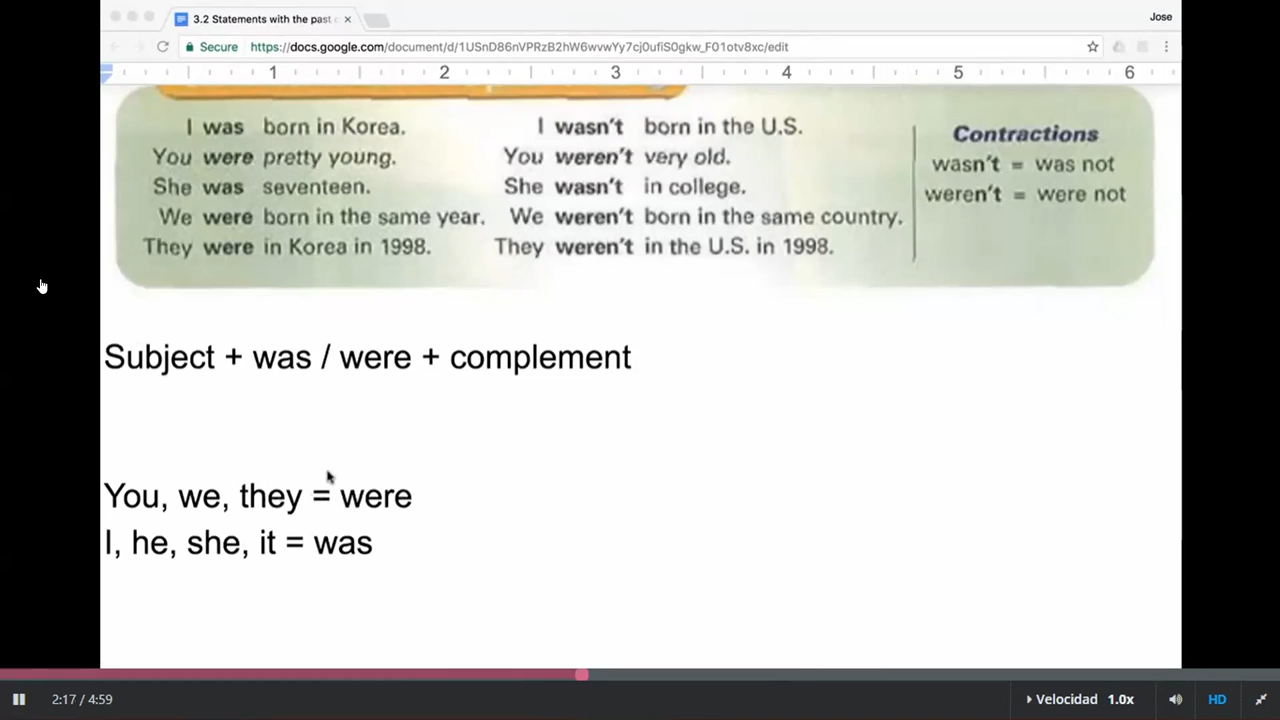 3.2 Statements with the past
Jose
Secure https://docs.google.com/document/d/1USnD86nVPRzB2hW6wvwYy7cj0ufiS0gkw_F01otv8xc/edit
1 2 3 4 5 6
I was born in Korea. I wasn't born in the U.S. Contractions
You were pretty young. You weren't very old. wasn't = was not
She was seventeen. She wasn't in college. weren't = were not
We were born in the same year. We weren't born in the same country.
They were in Korea in 1998. They weren't in the U.S. in 1998.
Subject + was / were + complement
You, we, they = were
I, he, she, it = was
2:17 / 4:59 Velocidad 1.0x HD